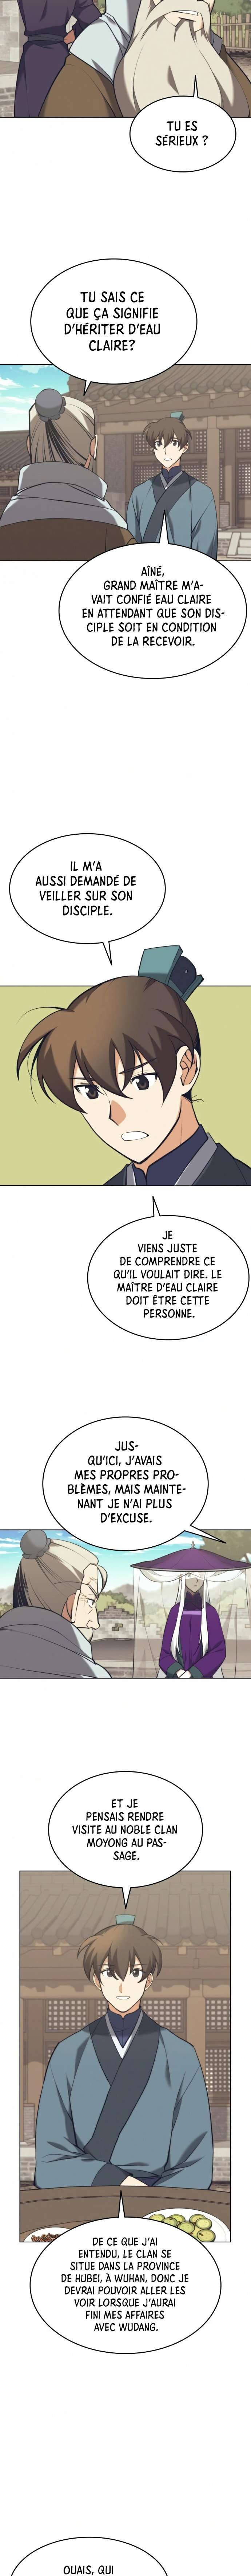 TU ES
SÉRIEUX ?
TU SAIS CE
QUE ÇA SIGNIFIE
D'HÉRITER D'EAU
CLAIRE?
AÎNÉ,
GRAND MAÎTRE M'A-
VAIT CONFIÉ EAU CLAIRE
EN ATTENDANT QUE SON DIS-
CIPLE SOIT EN CONDITION
DE LA RECEVOIR.
IL M'A
AUSSI DEMANDÉ DE
VEILLER SUR SON
DISCIPLE.
JE
VIENS JUSTE
DE COMPRENDRE CE
QU'IL VOULAIT DIRE. LE
MAÎTRE D'EAU CLAIRE
DOIT ÊTRE CETTE
PERSONNE.
JUS-
QU'ICI, J'AVAIS
MES PROPRES PRO-
BLÈMES, MAIS MAINTE-
NANT JE N'AI PLUS
D'EXCUSE.
ET JE
PENSAIS RENDRE
VISITE AU NOBLE CLAN
MOYONG AU PAS-
SAGE.
DE CE QUE J'AI
ENTENDU, LE CLAN SE
SITUE DANS LA PROVINCE
DE HUBEI, À WUHAN, DONC JE
DEVRAI POUVOIR ALLER LES
VOIR LORSQUE J'AURAI
FINI MES AFFAIRES
AVEC WUDANG.
OUAIS, QUI